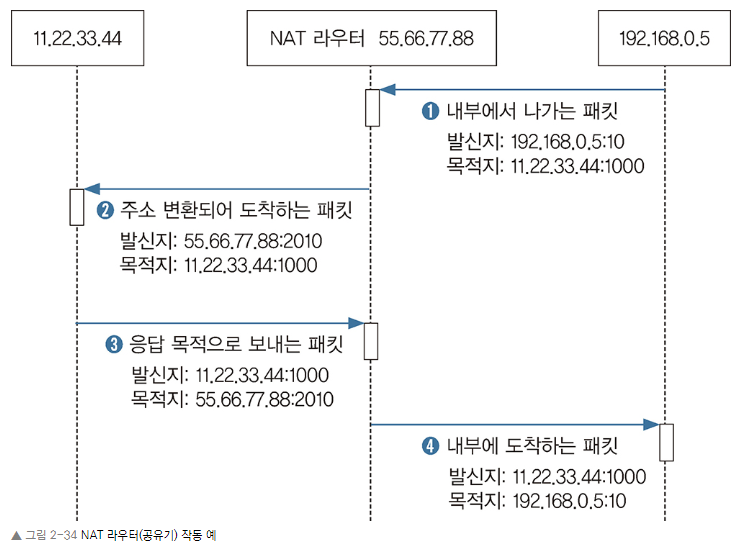 11.22.33.44
NAT 라우터 55.66.77.88
192.168.0.5
❶ 내부에서 나가는 패킷
발신지: 192.168.0.5:10
목적지: 11.22.33.44:1000
❷ 주소 변환되어 도착하는 패킷
발신지: 55.66.77.88:2010
목적지: 11.22.33.44:1000
❸ 응답 목적으로 보내는 패킷
발신지: 11.22.33.44:1000
목적지: 55.66.77.88:2010
❹ 내부에 도착하는 패킷
발신지: 11.22.33.44:1000
목적지: 192.168.0.5:10
▲ 그림 2-34 NAT 라우터(공유기) 작동 예